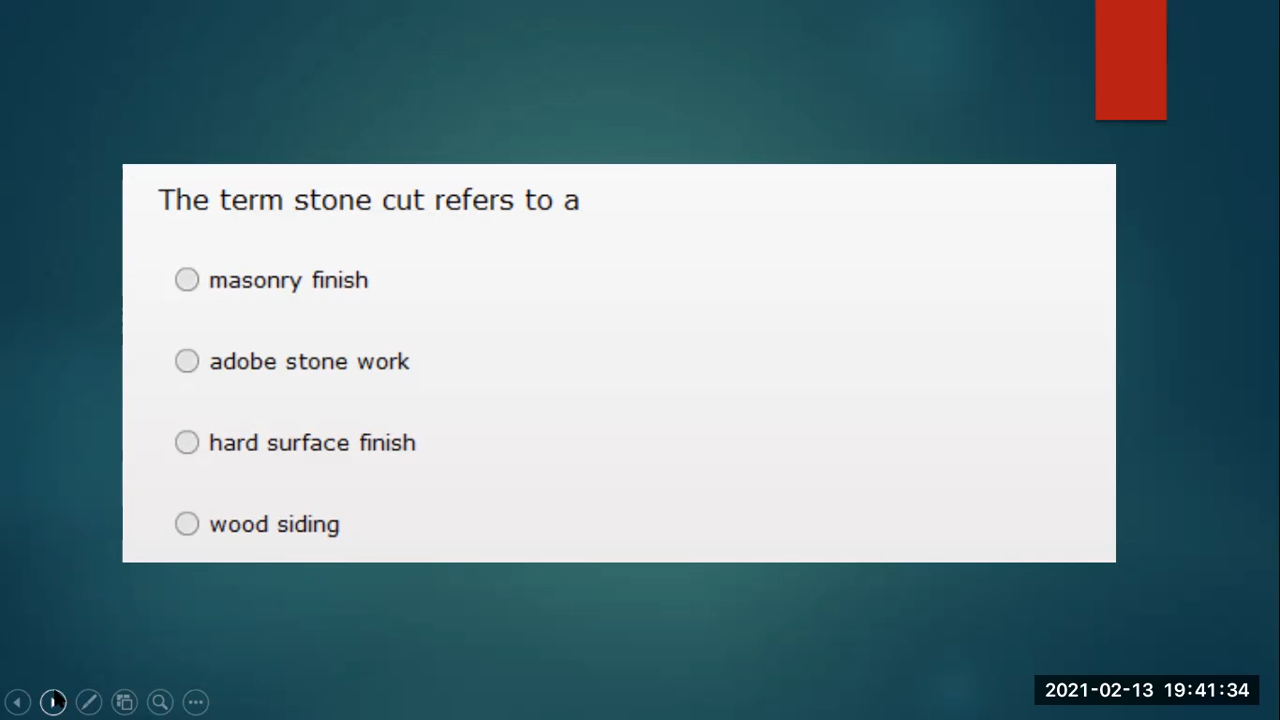 The term stone cut refers to a
masonry finish
adobe stone work
hard surface finish
wood siding
2021-02-13 19:41:34